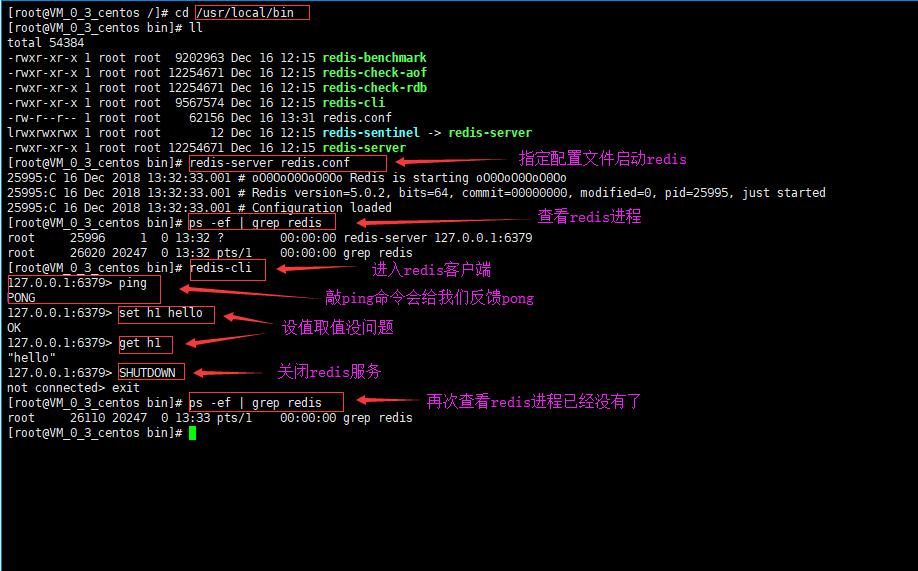 [root@VM_0_3_centos /]# cd /usr/local/bin
[root@VM_0_3_centos bin]# ll
total 54384
-rwxr-xr-x 1 root root  9202963 Dec 16 12:15 redis-benchmark
-rwxr-xr-x 1 root root 12254671 Dec 16 12:15 redis-check-aof
-rwxr-xr-x 1 root root 12254671 Dec 16 12:15 redis-check-rdb
-rwxr-xr-x 1 root root  9567574 Dec 16 12:15 redis-cli
-rw-r--r-- 1 root root    62156 Dec 16 13:31 redis.conf
lrwxrwxrwx 1 root root       12 Dec 16 12:15 redis-sentinel -> redis-server
-rwxr-xr-x 1 root root 12254671 Dec 16 12:15 redis-server
[root@VM_0_3_centos bin]# redis-server redis.conf 指定配置文件启动redis
25995:C 16 Dec 2018 13:32:33.001 # oO0OoO0OoO0Oo Redis is starting oO0OoO0OoO0Oo
25995:C 16 Dec 2018 13:32:33.001 # Redis version=5.0.2, bits=64, commit=00000000, modified=0, pid=25995, just started
25995:C 16 Dec 2018 13:32:33.001 # Configuration loaded
[root@VM_0_3_centos bin]# ps -ef | grep redis 查看redis进程
root     25996     1  0 13:32 ?        00:00:00 redis-server 127.0.0.1:6379
root     26020 20247  0 13:32 pts/1    00:00:00 grep redis
[root@VM_0_3_centos bin]# redis-cli 进入redis客户端
127.0.0.1:6379> ping
PONG 敲ping命令会给我们反馈pong
127.0.0.1:6379> set h1 hello
OK 设值取值没问题
127.0.0.1:6379> get h1
"hello"
127.0.0.1:6379> SHUTDOWN 关闭redis服务
not connected> exit
[root@VM_0_3_centos bin]# ps -ef | grep redis 再次查看redis进程已经没有了
root     26110 20247  0 13:33 pts/1    00:00:00 grep redis
[root@VM_0_3_centos bin]#